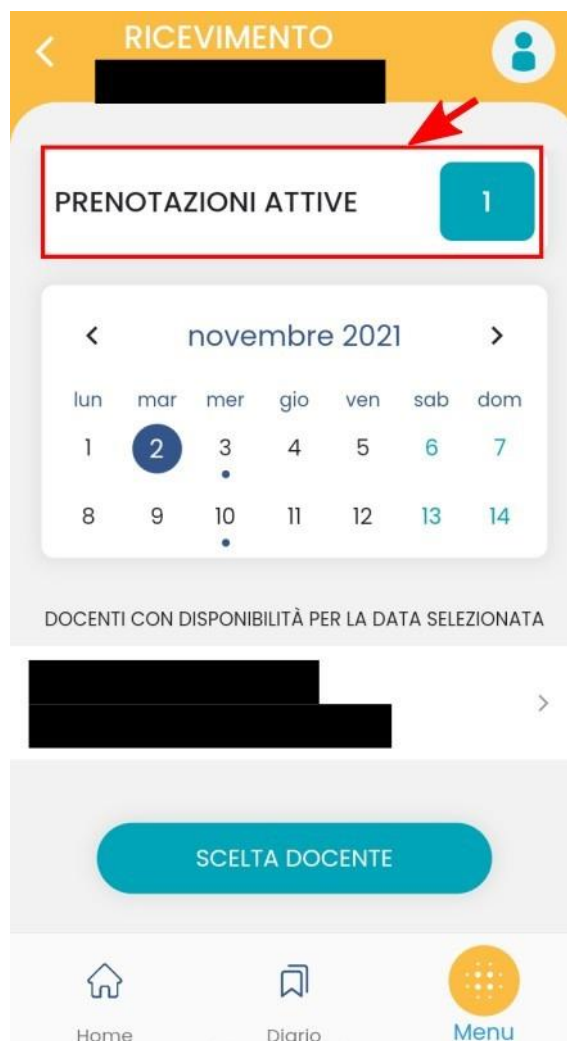 RICEVIMENTO
PRENOTAZIONI ATTIVE 1
novembre 2021
lun mar mer gio ven sab dom
1 2 3 4 5 6 7
8 9 10 11 12 13 14
DOCENTI CON DISPONIBILITÀ PER LA DATA SELEZIONATA
SCELTA DOCENTE
Home Diario Menu